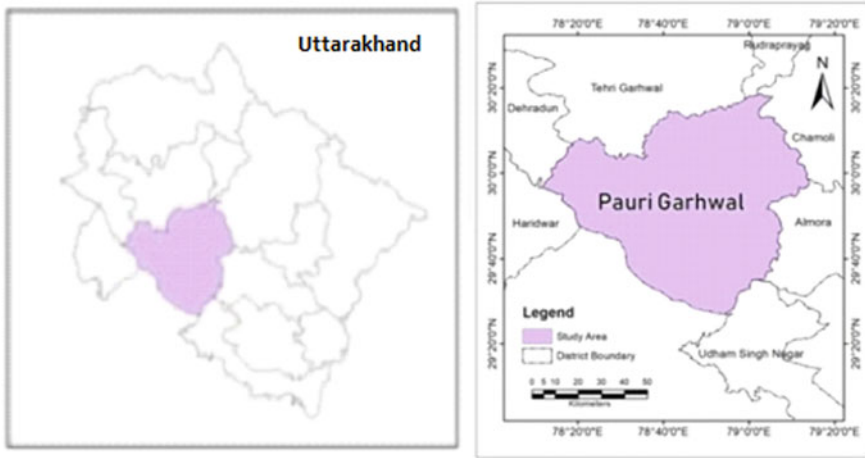 Uttarakhand
78°20'0"E 78°40'0"E 79°0'0"E 79°20'0"E
Rudraprayag
N
Tehri Garhwal
30°20'0"N
30°20'0"N
Dehradun
Chamoli
30°0'0"N
30°0'0"N
Pauri Garhwal
Haridwar
Almora
29°40'0"N
29°40'0"N
Legend
Study Area
District Boundary
29°20'0"N
29°20'0"N
Udham Singh Nagar
0 5 10 20 30 40 50
Kilometers
78°20'0"E 78°40'0"E 79°0'0"E 79°20'0"E